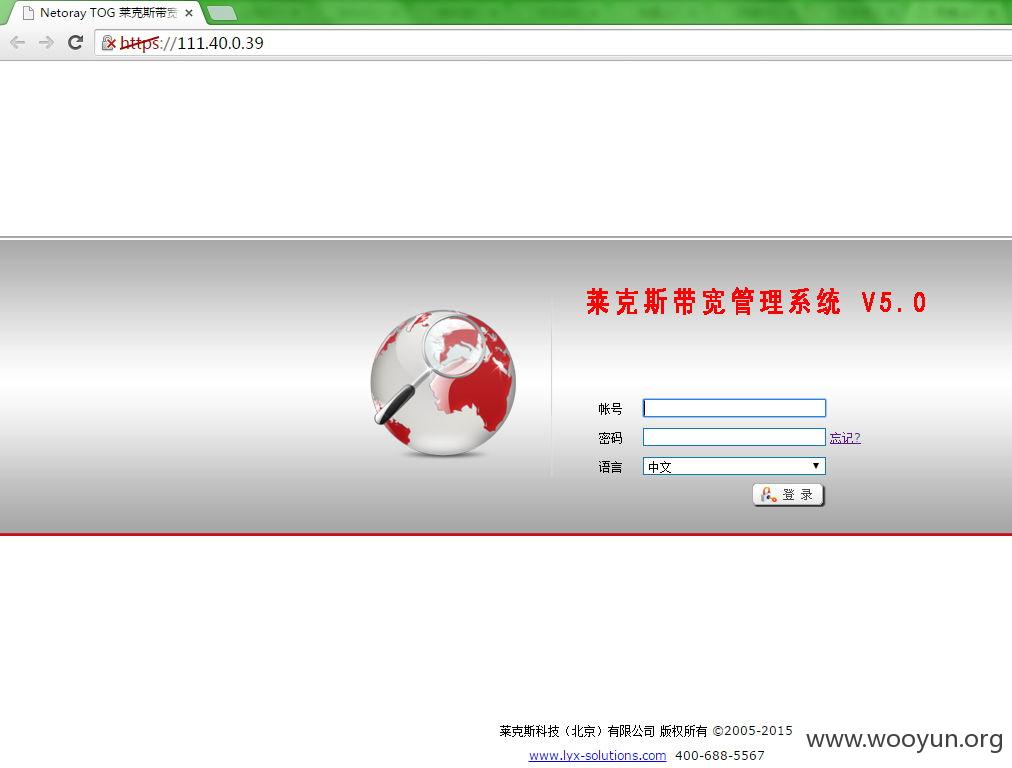 Netoray TOG 莱克斯带宽
https://111.40.0.39
莱克斯带宽管理系统 V5.0
帐号
密码 忘记?
语言 中文
登 录
莱克斯科技（北京）有限公司 版权所有 ©2005-2015
www.lyx-solutions.com 400-688-5567
www.wooyun.org